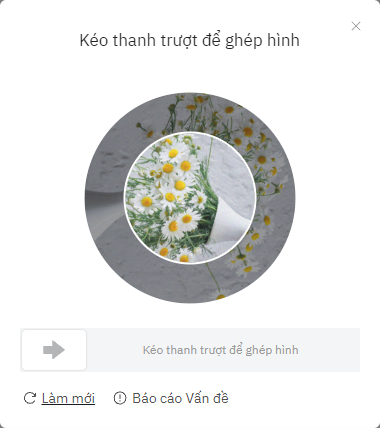 Kéo thanh trượt để ghép hình
Kéo thanh trượt để ghép hình
Làm mới
Báo cáo Vấn đề